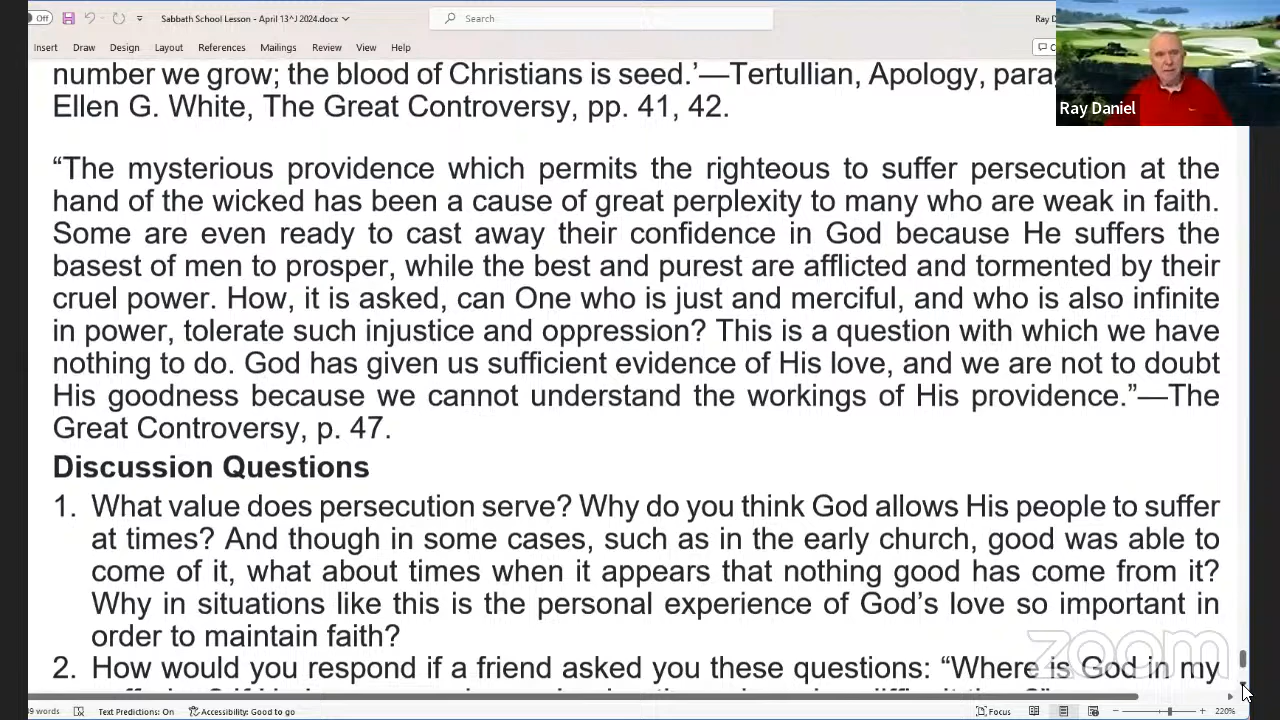 Off
Sabbath School Lesson - April 13^J 2024.docx
Search
Ray D
Insert Draw Design Layout References Mailings Review View Help
number we grow; the blood of Christians is seed.’—Tertullian, Apology, para
Ellen G. White, The Great Controversy, pp. 41, 42.
Ray Daniel
“The mysterious providence which permits the righteous to suffer persecution at the
hand of the wicked has been a cause of great perplexity to many who are weak in faith.
Some are even ready to cast away their confidence in God because He suffers the
basest of men to prosper, while the best and purest are afflicted and tormented by their
cruel power. How, it is asked, can One who is just and merciful, and who is also infinite
in power, tolerate such injustice and oppression? This is a question with which we have
nothing to do. God has given us sufficient evidence of His love, and we are not to doubt
His goodness because we cannot understand the workings of His providence.”—The
Great Controversy, p. 47.
Discussion Questions
1. What value does persecution serve? Why do you think God allows His people to suffer
at times? And though in some cases, such as in the early church, good was able to
come of it, what about times when it appears that nothing good has come from it?
Why in situations like this is the personal experience of God’s love so important in
order to maintain faith?
zoom
2. How would you respond if a friend asked you these questions: “Where is God in my
39 words Text Predictions: On Accessibility: Good to go Focus 220%